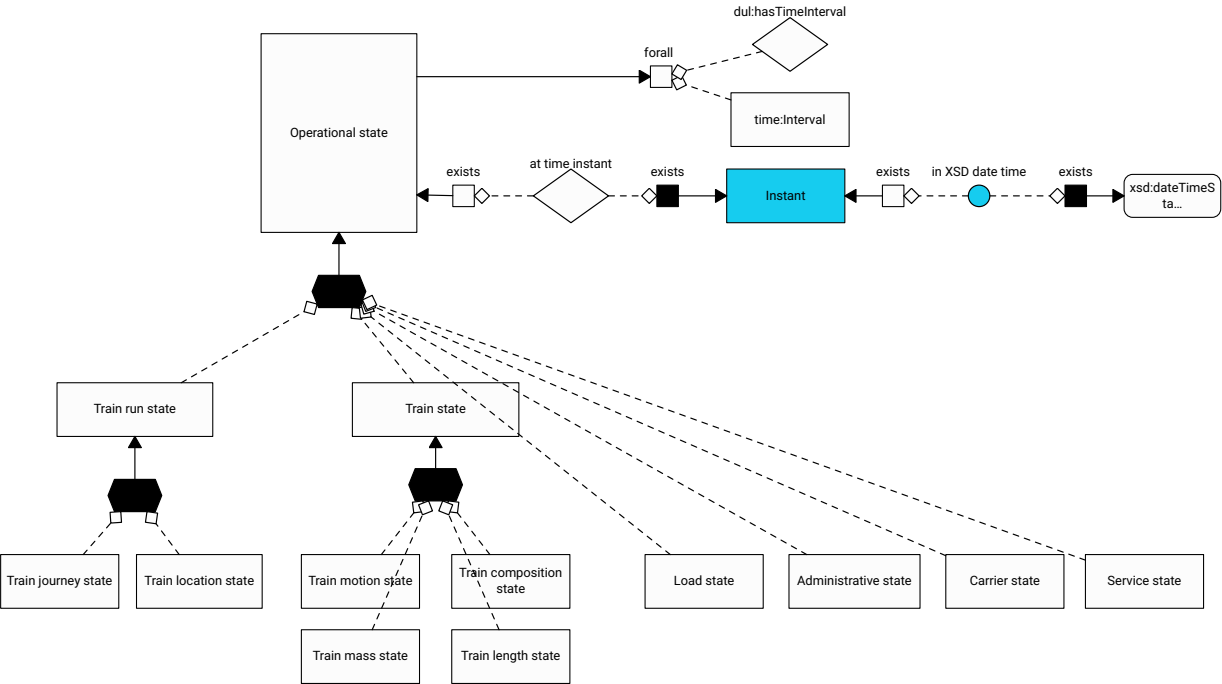 dul:hasTimeInterval
forall
Operational state
time:Interval
exists
at time instant
exists
Instant
exists
in XSD date time
exists
xsd:dateTimeS
ta...
Train run state
Train state
Train journey state
Train location state
Train motion state
Train composition
state
Load state
Administrative state
Carrier state
Service state
Train mass state
Train length state